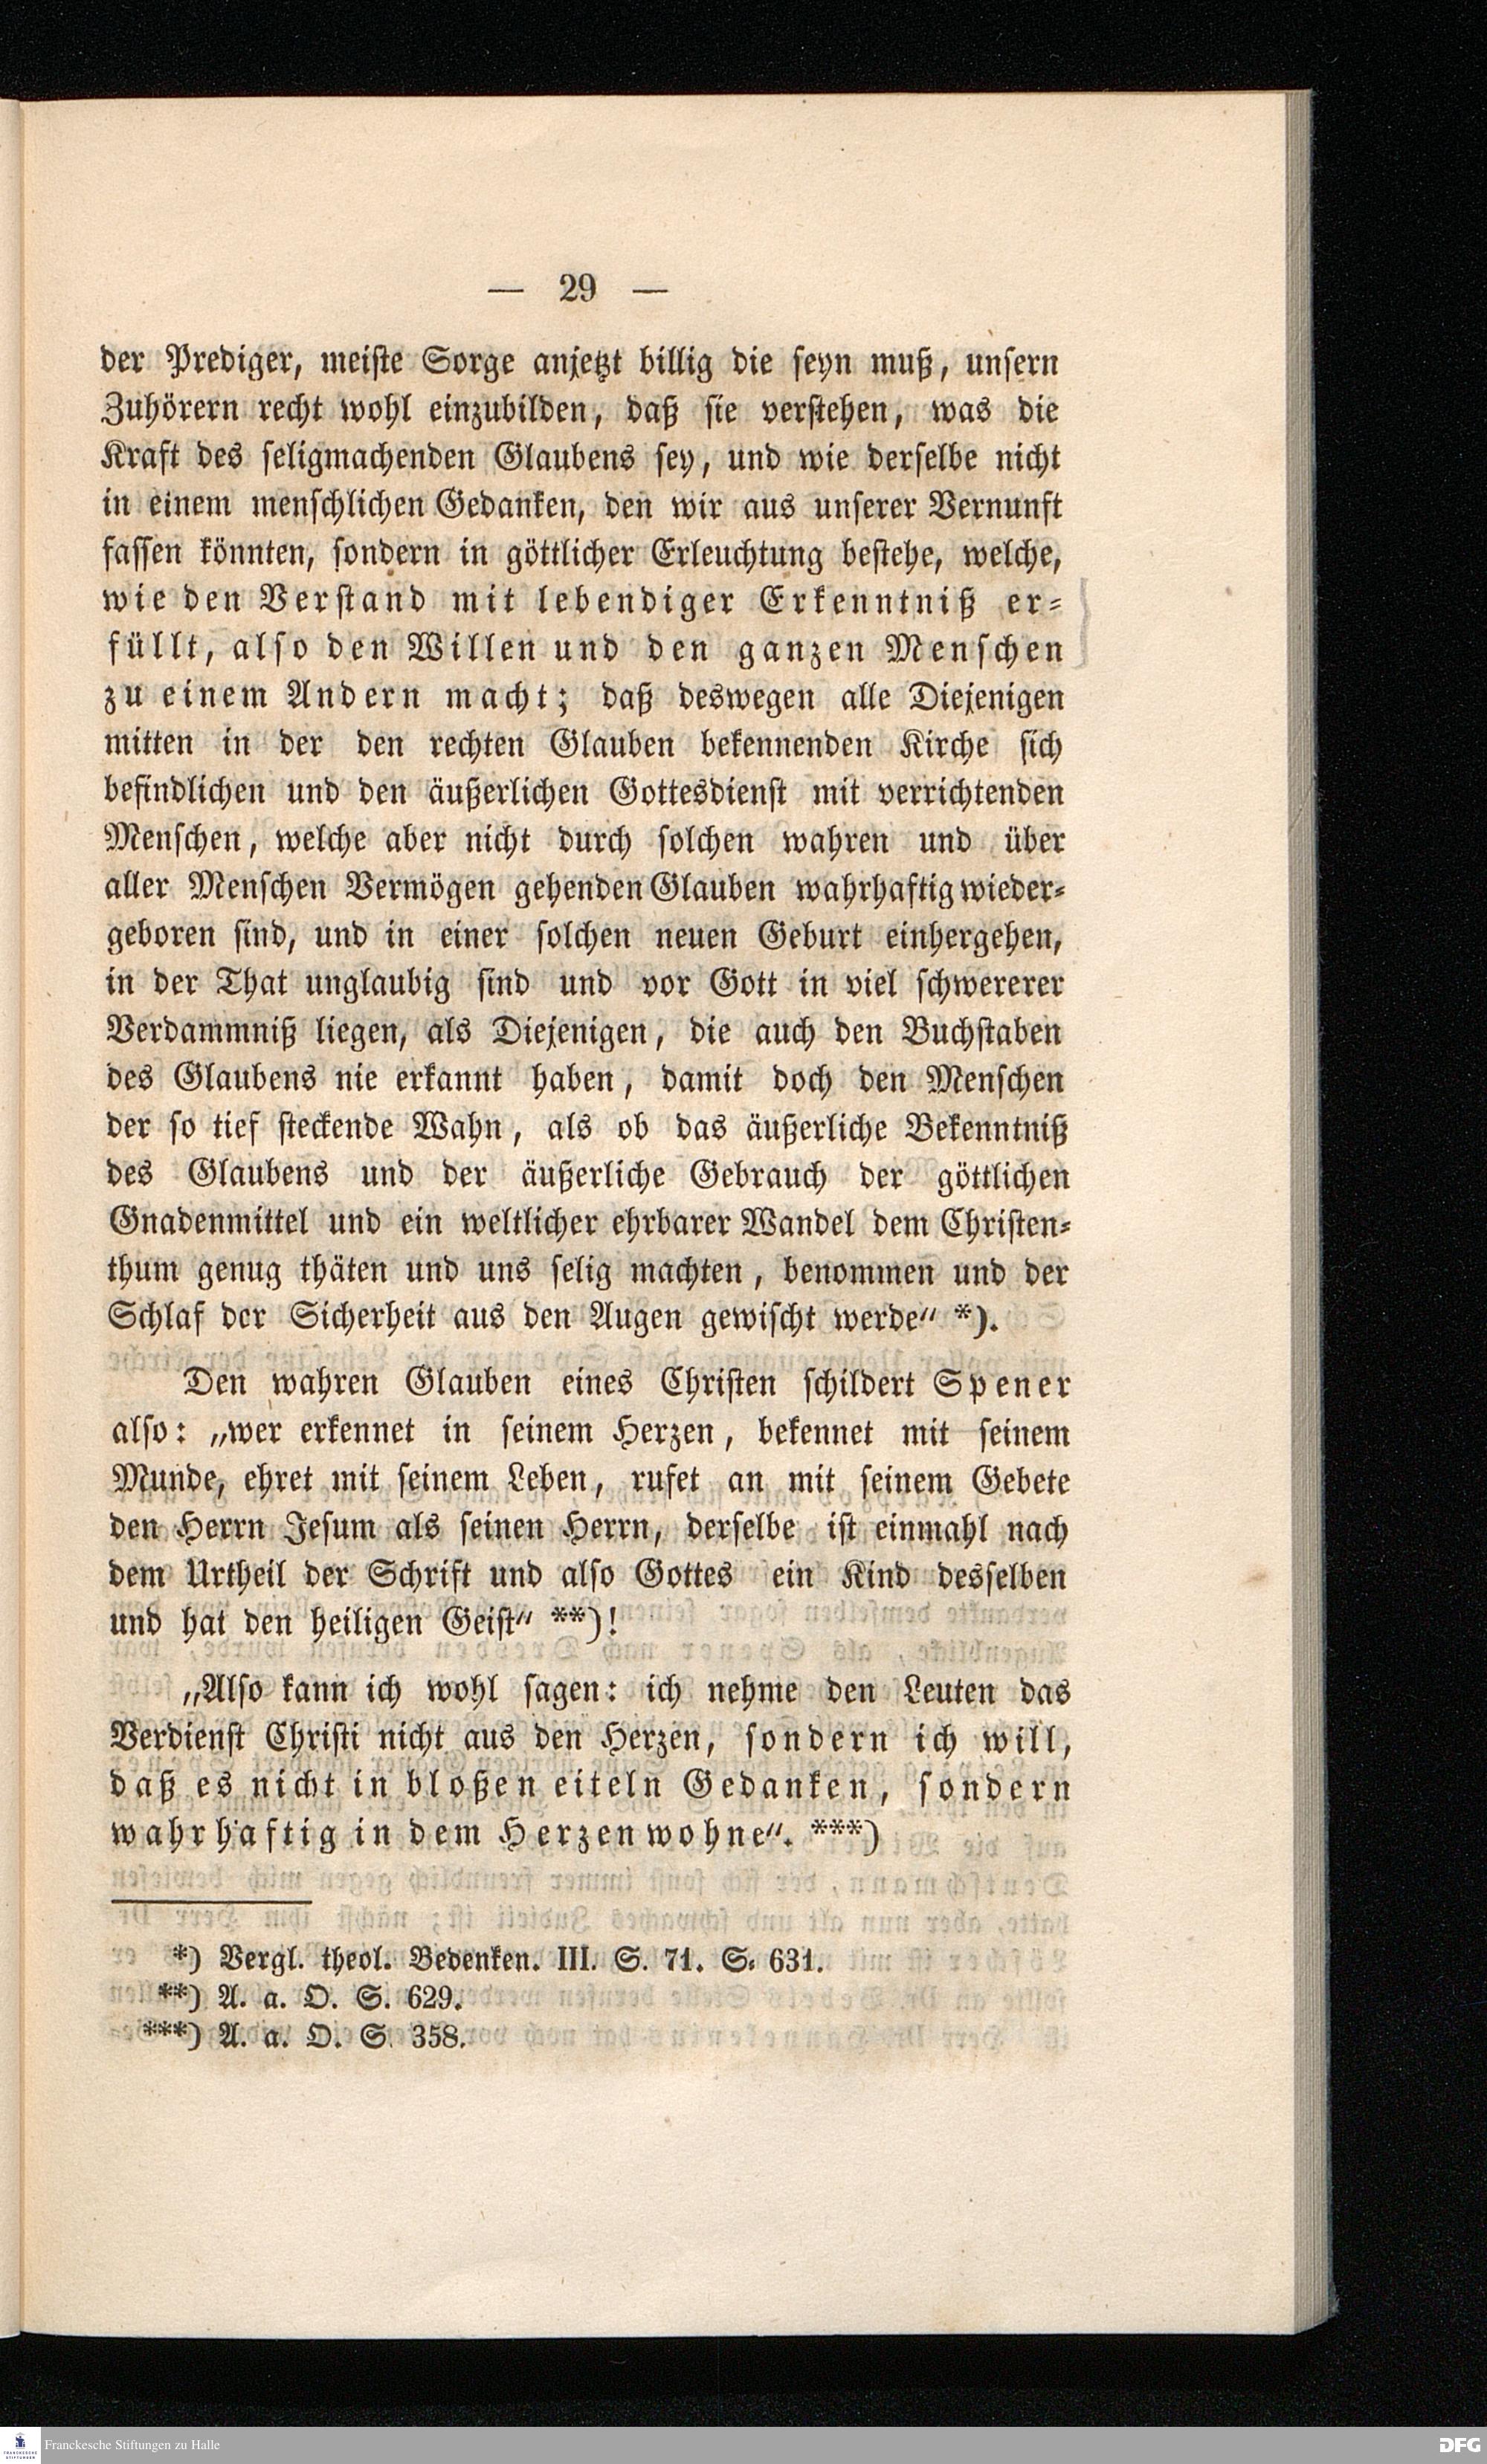 — 29 —
der Prediger, meiste Sorge anjetzt billig die seyn muß, unsern
Zuhörern recht wohl einzubilden, daß sie verstehen, was die
Kraft des seligmachenden Glaubens sey, und wie derselbe nicht
in einem menschlichen Gedanken, den wir aus unserer Vernunft
fassen könnten, sondern in göttlicher Erleuchtung bestehe, welche,
wie den Verstand mit lebendiger Erkenntniß er-
füllt, also den Willen und den ganzen Menschen
zu einem Andern macht; daß deswegen alle Diejenigen
mitten in der den rechten Glauben bekennenden Kirche sich
befindlichen und den äußerlichen Gottesdienst mit verrichtenden
Menschen, welche aber nicht durch solchen wahren und über
aller Menschen Vermögen gehenden Glauben wahrhaftig wieder-
geboren sind, und in einer solchen neuen Geburt einhergehen,
in der That unglaubig sind und vor Gott in viel schwererer
Verdammniß liegen, als Diejenigen, die auch den Buchstaben
des Glaubens nie erkannt haben, damit doch den Menschen
der so tief steckende Wahn, als ob das äußerliche Bekenntniß
des Glaubens und der äußerliche Gebrauch der göttlichen
Gnadenmittel und ein weltlicher ehrbarer Wandel dem Christen-
thum genug thäten und uns selig machten, benommen und der
Schlaf der Sicherheit aus den Augen gewischt werde“ *).
Den wahren Glauben eines Christen schildert Spener
also: „wer erkennet in seinem Herzen, bekennet mit seinem
Munde, ehret mit seinem Leben, rufet an mit seinem Gebete
den Herrn Jesum als seinen Herrn, derselbe ist einmahl nach
dem Urtheil der Schrift und also Gottes ein Kind desselben
und hat den heiligen Geist“ **)!
„Also kann ich wohl sagen: ich nehme den Leuten das
Verdienst Christi nicht aus den Herzen, sondern ich will,
daß es nicht in bloßen eiteln Gedanken, sondern
wahrhaftig in dem Herzen wohne“. ***)
*) Vergl. theol. Bedenken. III. S. 71. S. 631.
**) A. a. O. S. 629.
***) A. a. O. S. 358.
Franckesche Stiftungen zu Halle
DFG